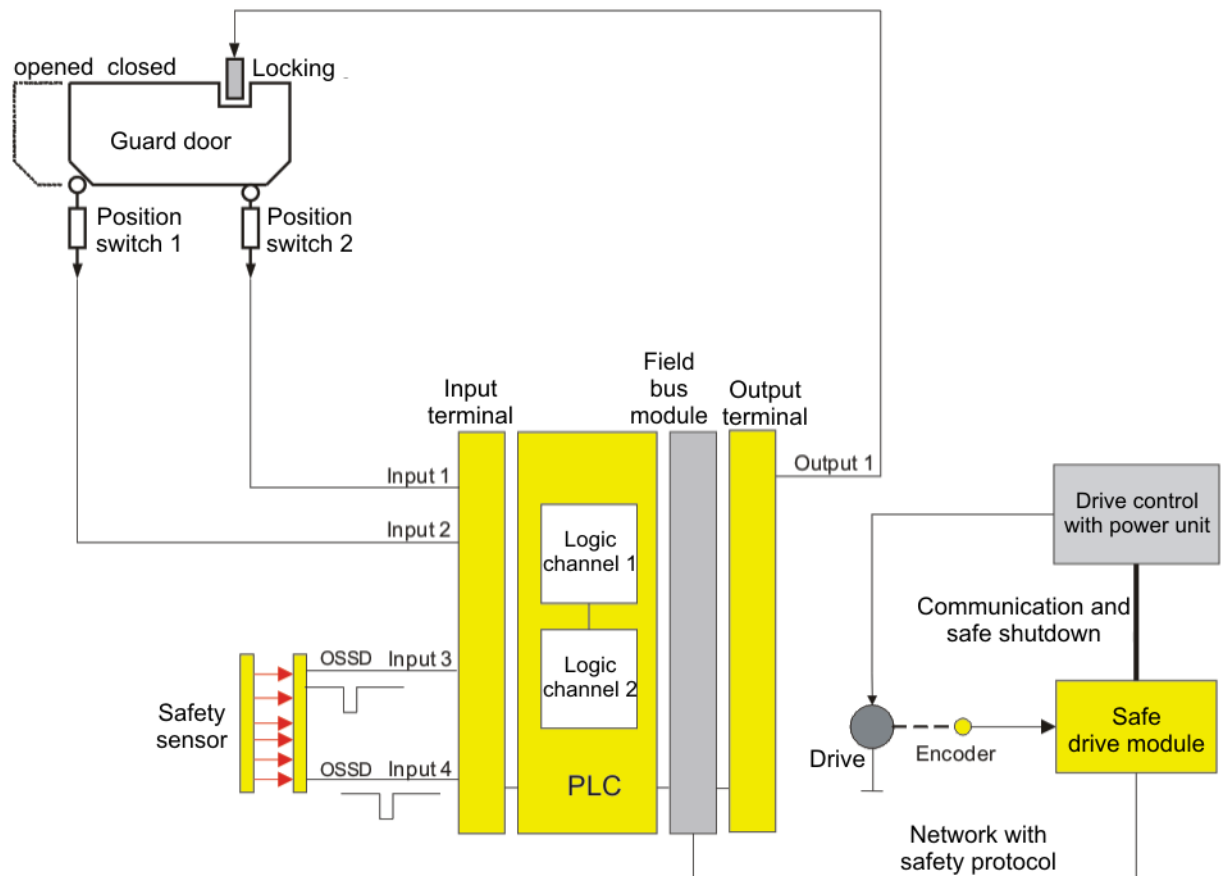 opened closed
Locking
Guard door
Position
switch 1
Position
switch 2
Input
terminal
Field
bus
module
Output
terminal
Input 1
Output 1
Input 2
Logic
channel 1
Drive control
with power unit
Communication and
safe shutdown
OSSD Input 3
Logic
channel 2
Safety
sensor
Safe
drive module
Drive
Encoder
OSSD Input 4
PLC
Network with
safety protocol